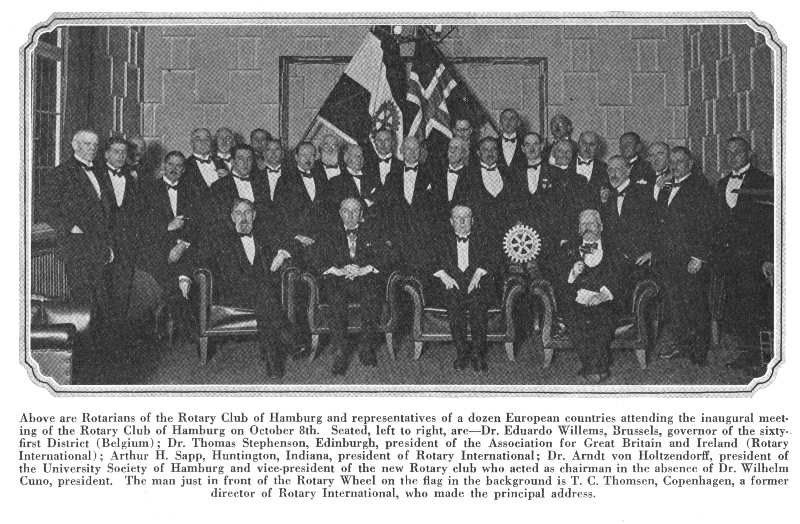 Above are Rotarians of the Rotary Club of Hamburg and representatives of a dozen European countries attending the inaugural meet-
ing of the Rotary Club of Hamburg on October 8th. Seated, left to right, are—Dr. Eduardo Willems, Brussels, governor of the sixty-
first District (Belgium); Dr. Thomas Stephenson, Edinburgh, president of the Association for Great Britain and Ireland (Rotary
International); Arthur H. Sapp, Huntington, Indiana, president of Rotary International; Dr. Arndt von Holtzendorff, president of
the University Society of Hamburg and vice-president of the new Rotary club who acted as chairman in the absence of Dr. Wilhelm
Cuno, president. The man just in front of the Rotary Wheel on the flag in the background is T. C. Thomsen, Copenhagen, a former
director of Rotary International, who made the principal address.